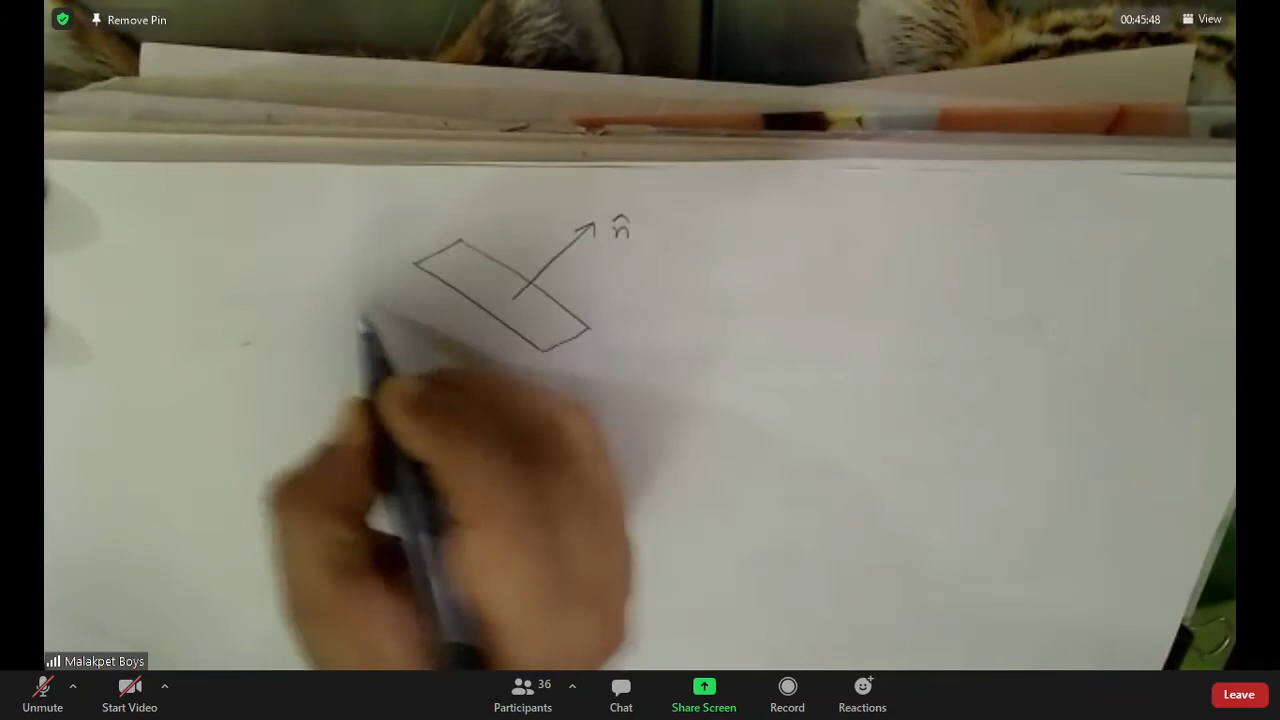 Remove Pin
00:45:48
View
n̂
Malakpet Boys
Unmute
Start Video
36
Participants
Chat
Share Screen
Record
Reactions
Leave